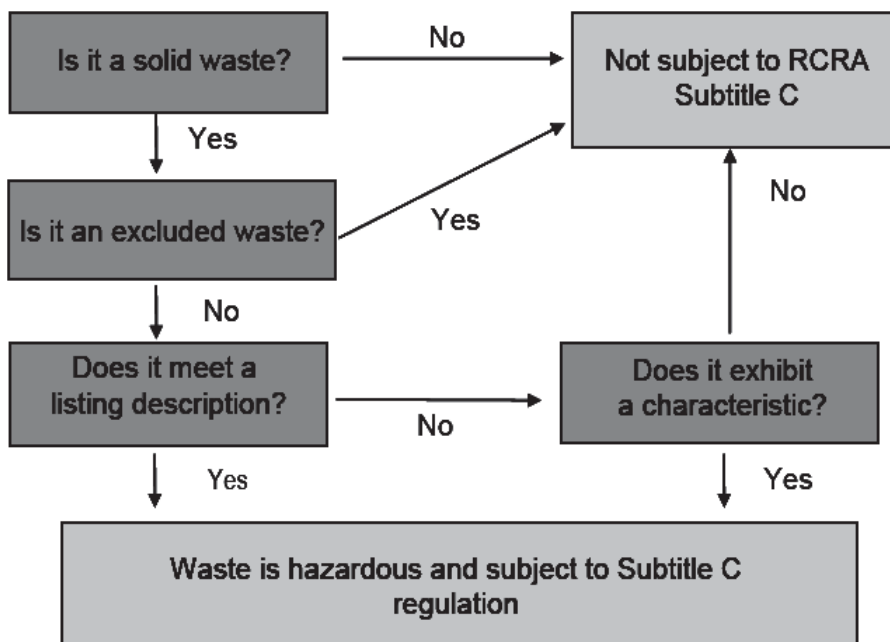 Is it a solid waste?
No
Not subject to RCRA
Subtitle C
Yes
Is it an excluded waste?
Yes
No
No
Does it meet a
listing description?
No
Does it exhibit
a characteristic?
Yes
Yes
Waste is hazardous and subject to Subtitle C
regulation